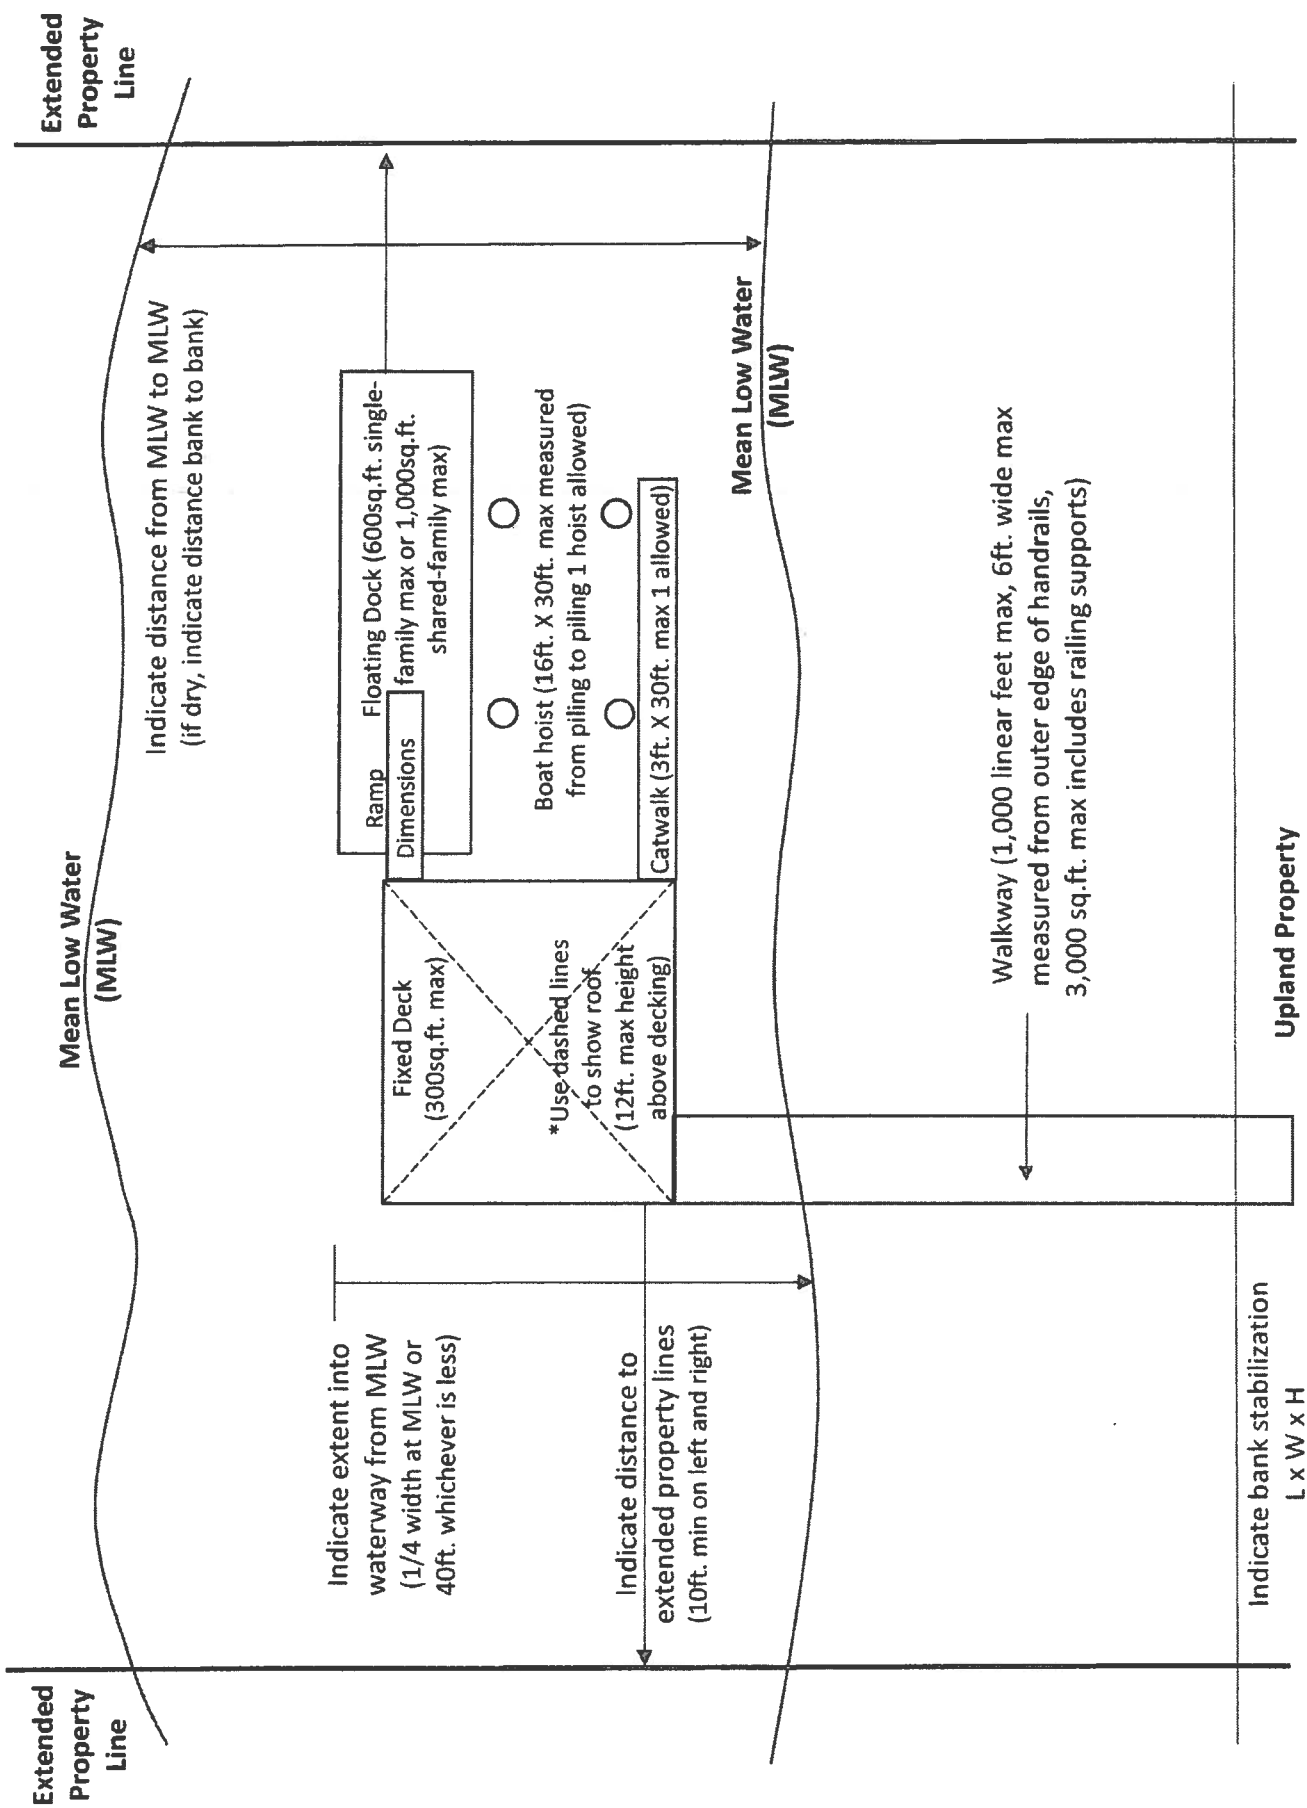 Extended
Property
Line
Mean Low Water
(MLW)
Extended
Property
Line
Indicate distance from MLW to MLW
(if dry, indicate distance bank to bank)
Indicate extent into
waterway from MLW
(1/4 width at MLW or
40ft. whichever is less)
Fixed Deck
(300sq.ft. max)
*Use dashed lines
to show roof
(12ft. max height
above decking)
Ramp
Dimensions
Floating Dock (600sq.ft. single-
family max or 1,000sq.ft.
shared-family max)
Boat hoist (16ft. X 30ft. max measured
from piling to piling 1 hoist allowed)
Catwalk (3ft. X 30ft. max 1 allowed)
Indicate distance to
extended property lines
(10ft. min on left and right)
Mean Low Water
(MLW)
Walkway (1,000 linear feet max, 6ft. wide max
measured from outer edge of handrails,
3,000 sq.ft. max includes railing supports)
Indicate bank stabilization
L x W x H
Upland Property